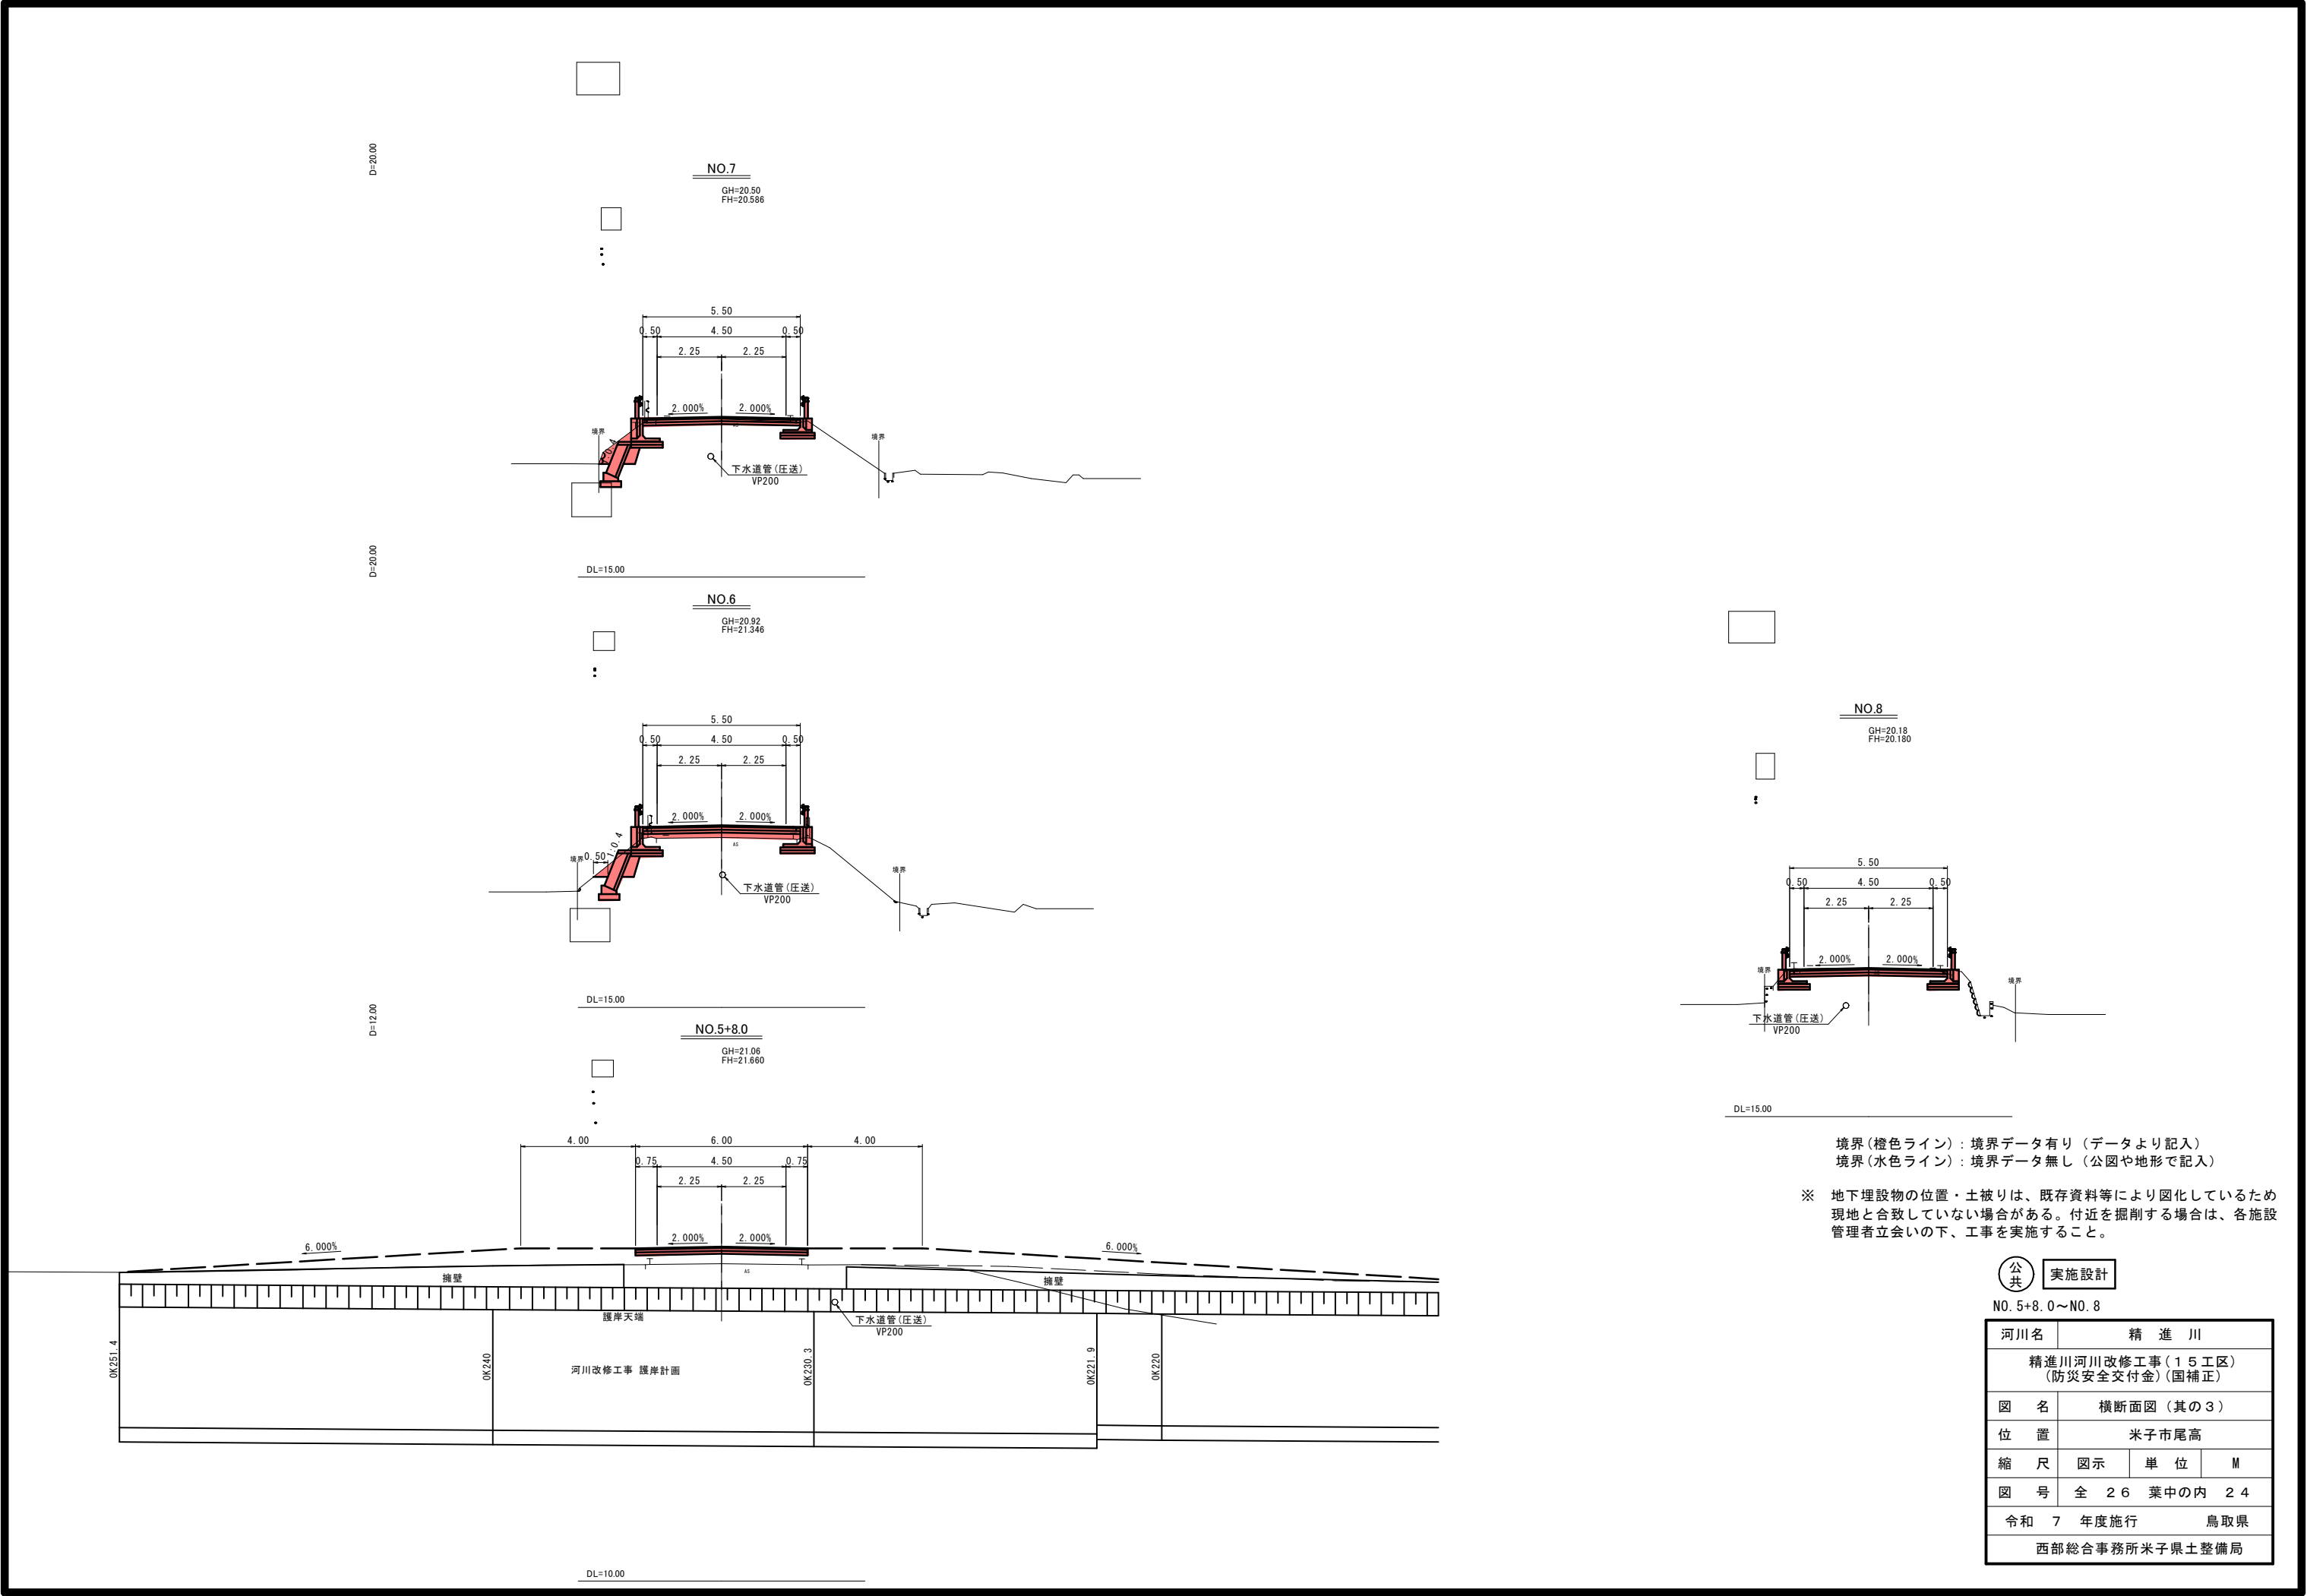 D=20.00
NO.7
GH=20.50
FH=20.586
5.50
0.50 4.50 0.50
2.25 2.25
2.000% 2.000%
境界
境界
1:0.4
下水道管(圧送)
VP200
D=20.00
DL=15.00
NO.6
GH=20.92
FH=21.346
5.50
0.50 4.50 0.50
2.25 2.25
2.000% 2.000%
1:0.4
AS
境界 0.50
境界
下水道管(圧送)
VP200
D=12.00
DL=15.00
NO.5+8.0
GH=21.06
FH=21.660
4.00 6.00 4.00
0.75 4.50 0.75
2.25 2.25
2.000% 2.000%
6.000% 6.000%
AS
擁壁 擁壁
護岸天端
下水道管(圧送)
VP200
0K251.4
0K240
河川改修工事 護岸計画
0K230.3
0K221.9
0K220
DL=10.00
NO.8
GH=20.18
FH=20.180
5.50
0.50 4.50 0.50
2.25 2.25
2.000% 2.000%
境界
境界
下水道管(圧送)
VP200
DL=15.00
境界(橙色ライン):境界データ有り(データより記入)
境界(水色ライン):境界データ無し(公図や地形で記入)
※ 地下埋設物の位置・土被りは、既存資料等により図化しているため
現地と合致していない場合がある。付近を掘削する場合は、各施設
管理者立会いの下、工事を実施すること。
公共 実施設計
NO.5+8.0〜NO.8
河川名 精進川
精進川河川改修工事(15工区)
(防災安全交付金)(国補正)
図名 横断面図(其の3)
位置 米子市尾高
縮尺 図示 単位 M
図号 全 26 葉中の内 24
令和 7 年度施行 鳥取県
西部総合事務所米子県土整備局